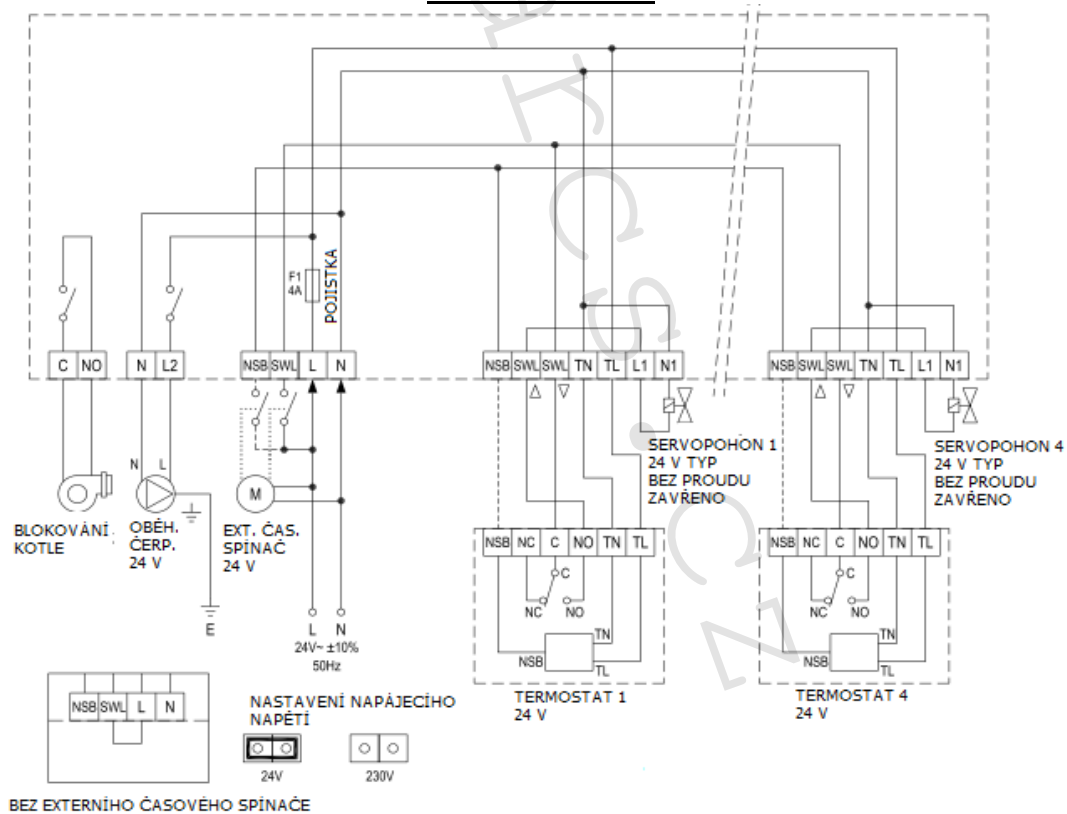 F1
4A
POJISTKA
C NO N L2 NSB SWL L N
NSB SWL SWL TN TL L1 N1
NSB SWL SWL TN TL L1 N1
N L
M
BLOKOVÁNÍ
KOTLE
OBĚH.
ČERP.
24 V
EXT. ČAS.
SPÍNAČ
24 V
E
L N
24V~ ±10%
50Hz
SERVOPOHON 1
24 V TYP
BEZ PROUDU
ZAVŘENO
SERVOPOHON 4
24 V TYP
BEZ PROUDU
ZAVŘENO
NSB NC C NO TN TL
C
NC NO
TN
NSB
TL
TERMOSTAT 1
24 V
NSB NC C NO TN TL
C
NC NO
TN
NSB
TL
TERMOSTAT 4
24 V
NSB SWL L N
BEZ EXTERNÍHO ČASOVÉHO SPÍNAČE
NASTAVENÍ NAPÁJECÍHO
NAPĚTÍ
24V 230V